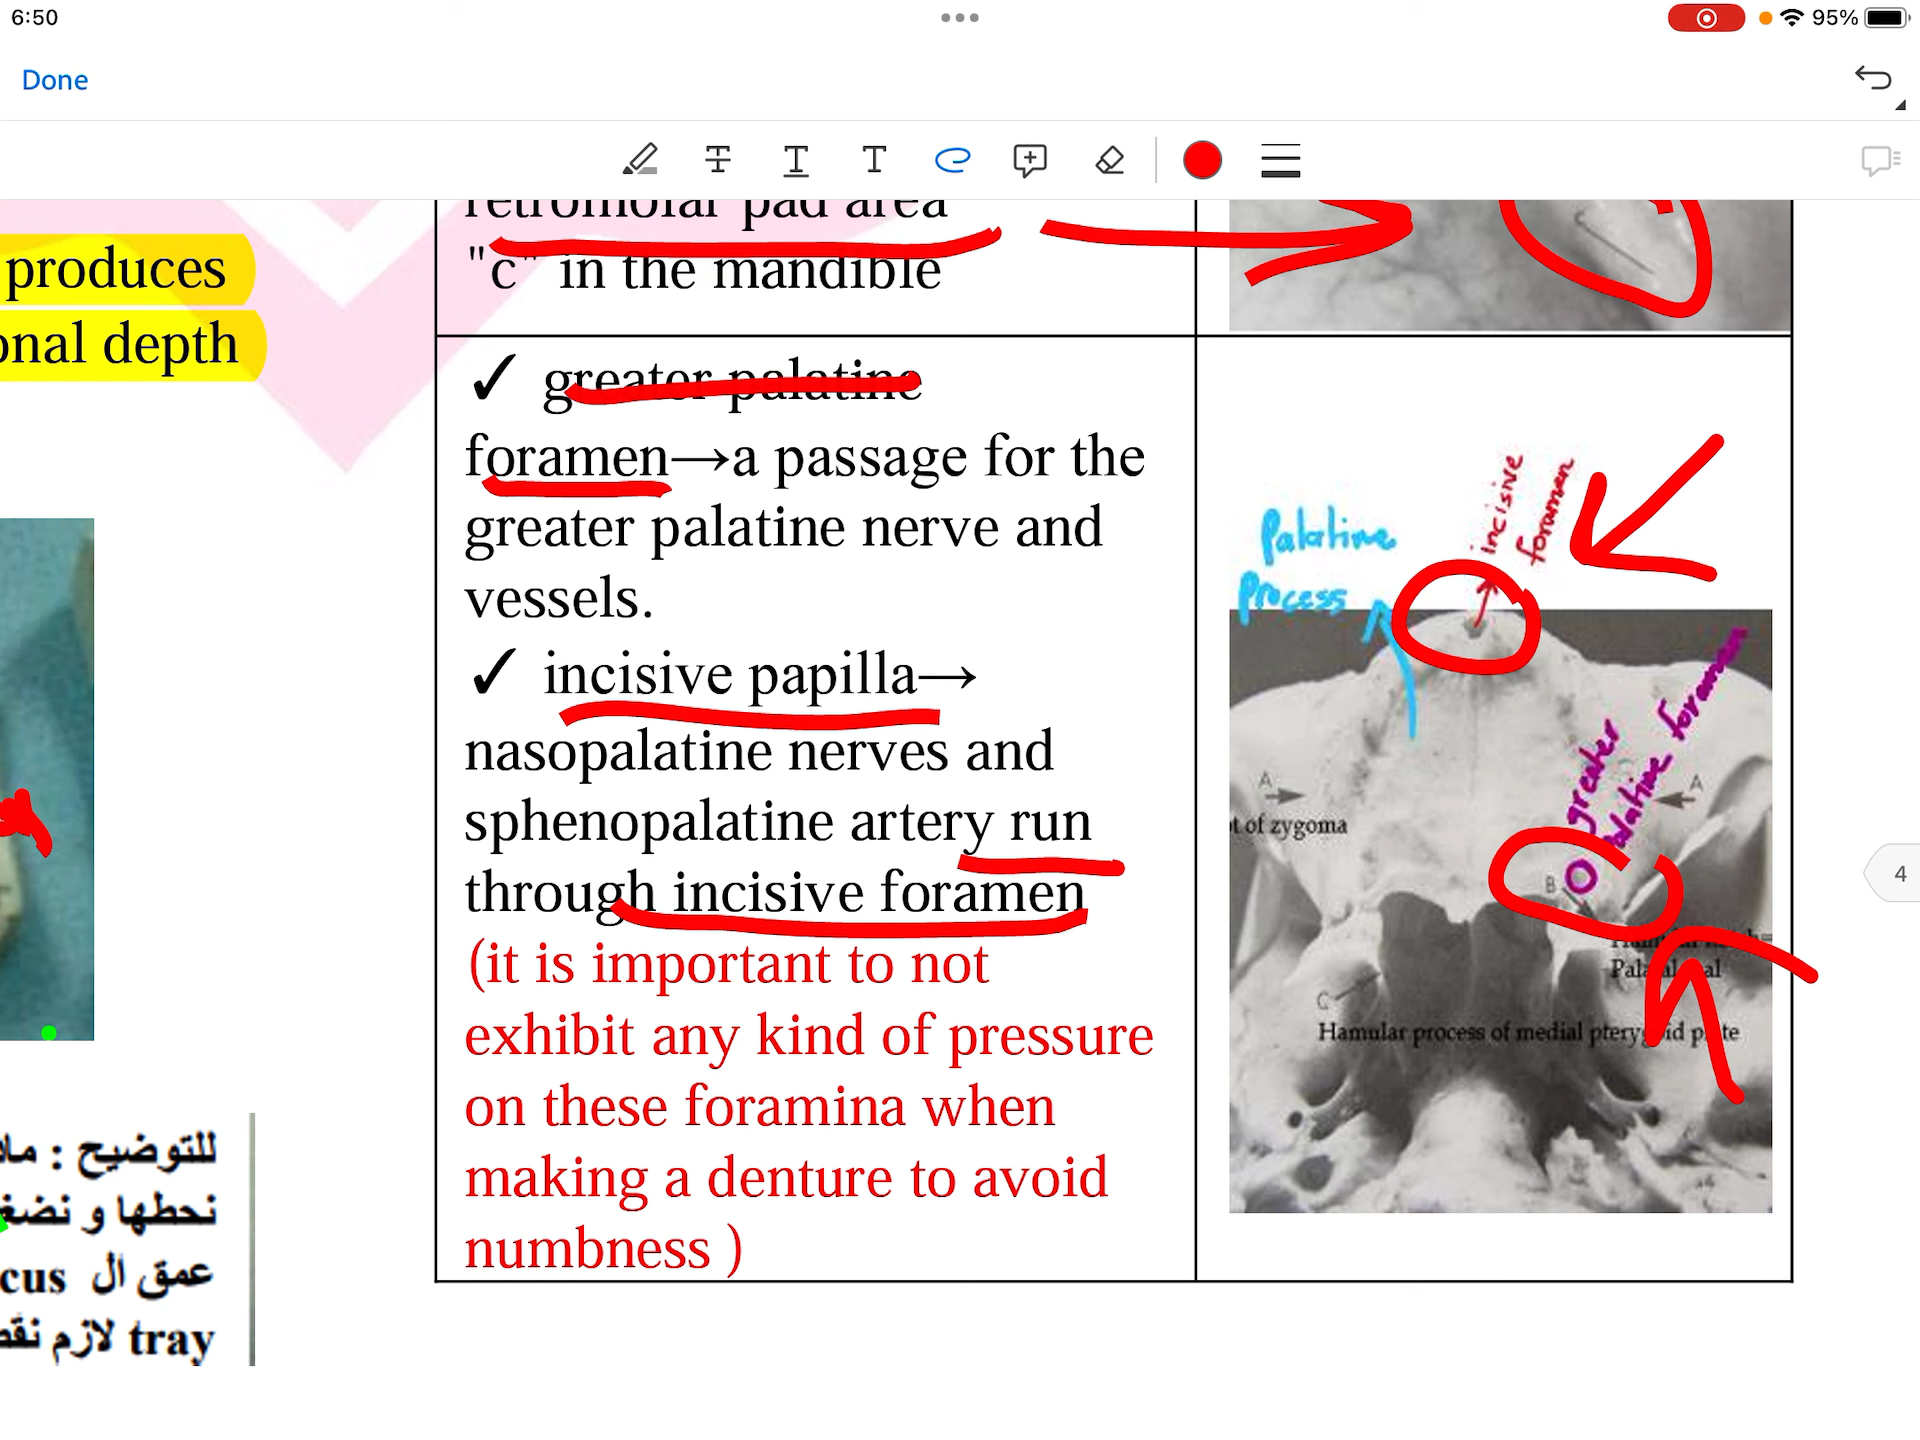 6:50
95%
Done
produces
onal depth
retromolar pad area
"c" in the mandible
✓ greater palatine
foramen→a passage for the
greater palatine nerve and
vessels.
✓ incisive papilla→
nasopalatine nerves and
sphenopalatine artery run
through incisive foramen
(it is important to not
exhibit any kind of pressure
on these foramina when
making a denture to avoid
numbness )
Palatine
Process
incisive
foramen
greater
palatine foramen
A
A
t of zygoma
B
C
Hamular process of medial pterygoid plate
4
للتوضيح :
نحطها و
عمق ال cus
tray لازم